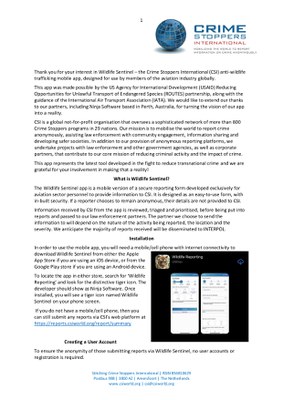 1
CRIME
STOPPERS
INTERNATIONAL
Thank you for your interest in Wildlife Sentinel – the Crime Stoppers International (CSI) anti-wildlife
trafficking mobile app, designed for use by members of the aviation industry globally.
This app was made possible by the US Agency for International Development (USAID) Reducing
Opportunities for Unlawful Transport of Endangered Species (ROUTES) partnership, along with the
guidance of the International Air Transport Association (IATA). We would like to extend our thanks
to our partners, including Ninja Software based in Perth, Australia, for turning the vision of our app
into a reality.
CSI is a global not-for-profit organisation that oversees a sophisticated network of more than 800
Crime Stoppers programs in 29 nations. Our mission is to mobilise the world to report crime
anonymously, assisting law enforcement with community engagement, information sharing and
developing safer societies. In addition to our provision of anonymous reporting platforms, we
undertake projects with law enforcement and other government agencies, as well as corporate
partners, that contribute to our core mission of reducing criminal activity and the impact of crime.
This app represents the latest tool developed in the fight to reduce transnational crime and we are
grateful for your involvement in making that a reality!
What is Wildlife Sentinel?
The Wildlife Sentinel app is a mobile version of a secure reporting form developed exclusively for
aviation sector personnel to provide information to CSI. It is designed as an easy-to-use form, with
in built security. If a reporter chooses to remain anonymous, their details are not provided to CSI.
Information received by CSI from the app is reviewed, triaged and prioritised, before being put into
reports and passed to our law enforcement partners. The partner we choose to send the
information to will depend on the nature of the activity being reported, the location and the
severity. We anticipate the majority of reports received will be disseminated to INTERPOL.
Installation
In order to use the mobile app, you will need a mobile/cell phone with internet connectivity to
download Wildlife Sentinel from either the Apple
App Store if you are using an iOS device, or from the
Google Play store if you are using an Android device.
To locate the app in either store, search for 'Wildlife
Reporting' and look for the distinctive tiger icon. The
developer should show as Ninja Software. Once
installed, you will see a tiger icon named Wildlife
Sentinel on your phone screen.
If you do not have a mobile/cell phone, then you
can still submit any reports via CSI's web platform at
https://reports.csiworld.org/report/summary
Wildlife Reporting
Creating a User Account
To ensure the anonymity of those submitting reports via Wildlife Sentinel, no user accounts or
registration is required.